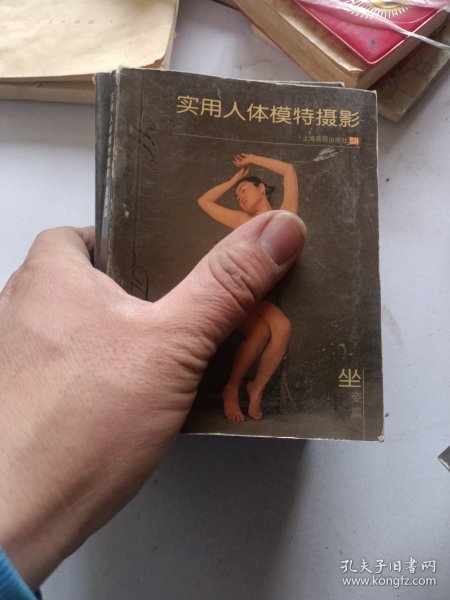 实用人体模特摄影
上海画报出版社
坐
变
篇
孔夫子旧书网
www.kongfz.com